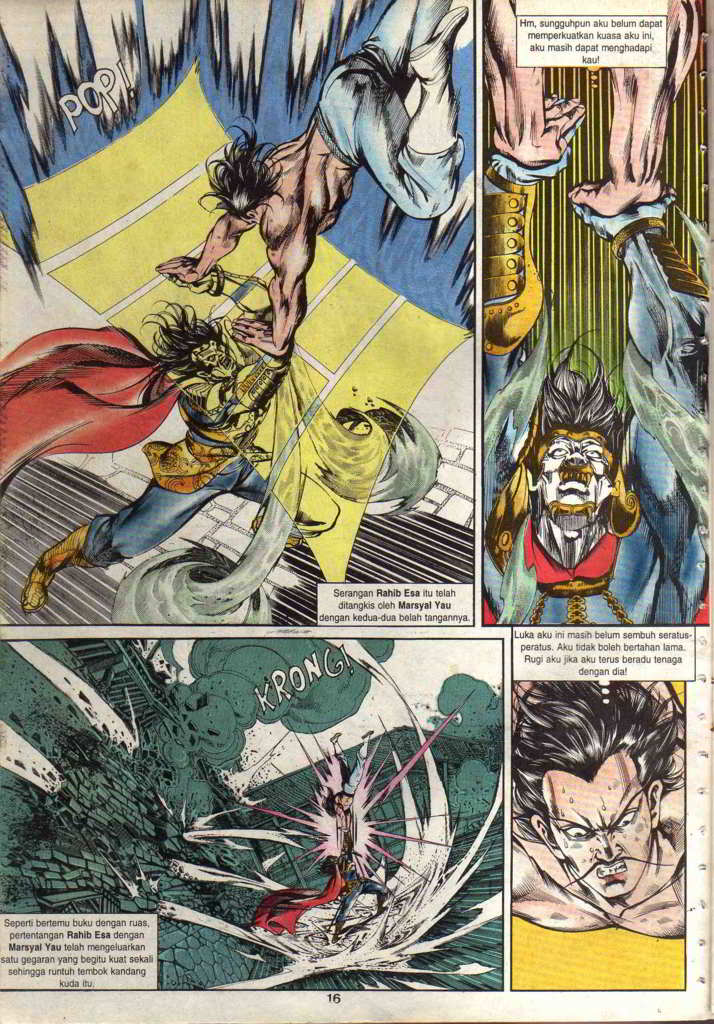 POP!
Serangan Rahib Esa itu telah
ditangkis oleh Marsyal Yau
dengan kedua-dua belah tangannya.
Hm, sungguhpun aku belum dapat
memperkuatkan kuasa aku ini,
aku masih dapat menghadapi
kau!
KRONG!
Seperti bertemu buku dengan ruas,
pertentangan Rahib Esa dengan
Marsyal Yau telah mengeluarkan
satu gegaran yang begitu kuat sekali
sehingga runtuh tembok kandang
kuda itu.
Luka aku ini masih belum sembuh seratus-
peratus. Aku tidak boleh bertahan lama.
Rugi aku jika aku terus beradu tenaga
dengan dia!
16